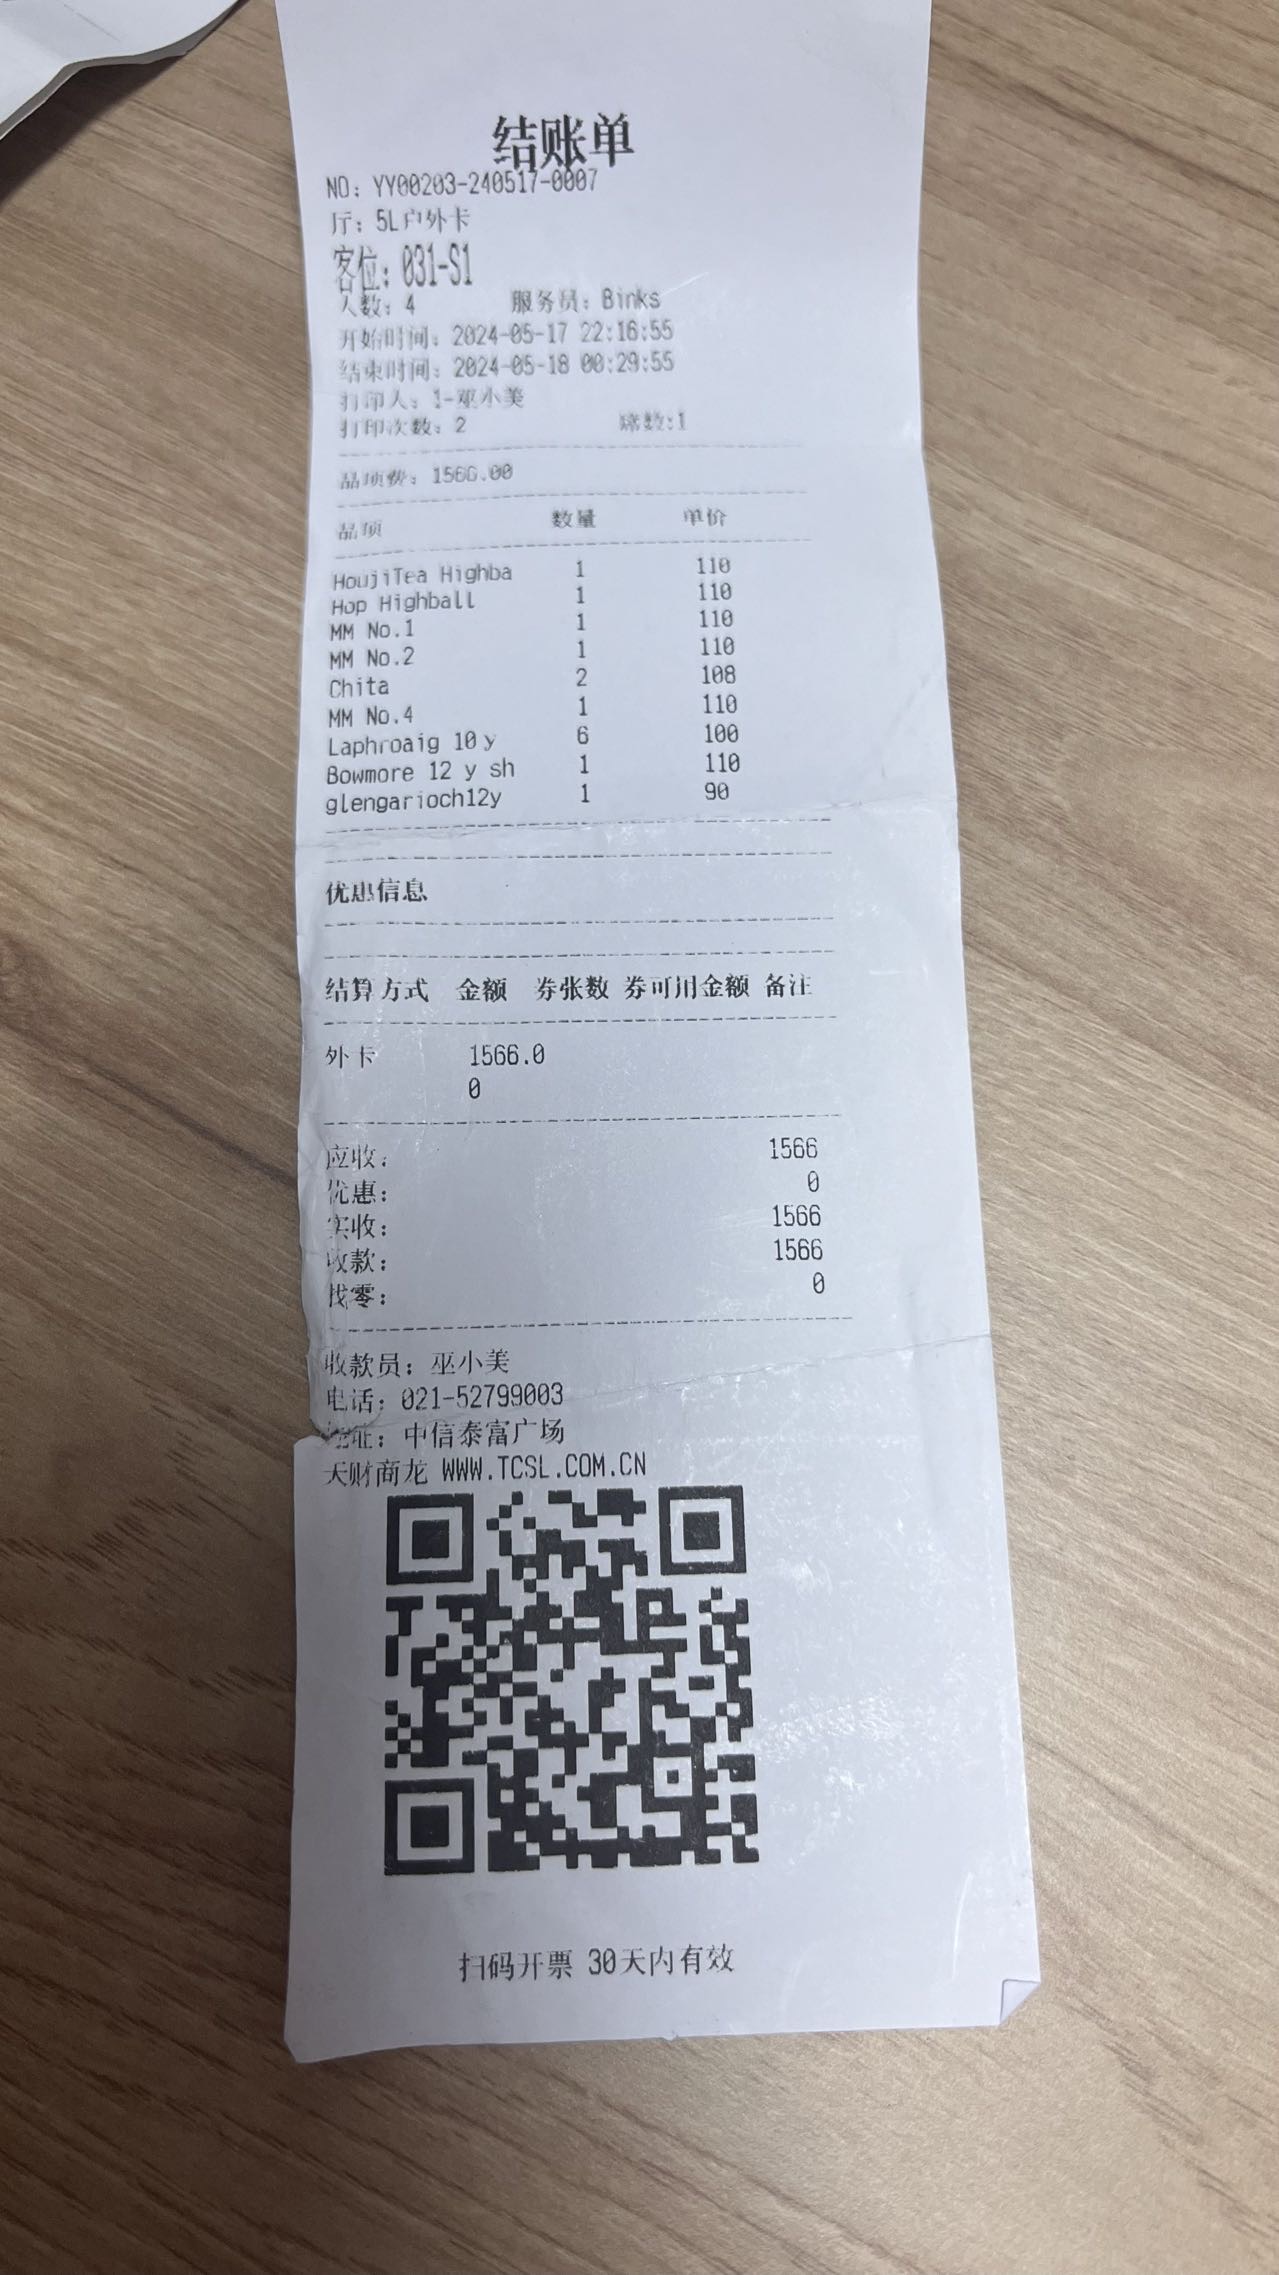 结账单
NO: YY00203-240517-0007
厅: 5L户外卡
客位: 031-S1
人数: 4 服务员: Binks
开始时间: 2024-05-17 22:16:55
结束时间: 2024-05-18 00:29:55
打印人: 1-巫小美
打印次数: 2 席数:1
品项费: 1566.00
品项 数量 单价
HoujiTea Highba 1 110
Hop Highball 1 110
MM No.1 1 110
MM No.2 1 110
Chita 2 108
MM No.4 1 110
Laphroaig 10 y 6 100
Bowmore 12 y sh 1 110
glengarioch12y 1 90
优惠信息
结算方式 金额 券张数 券可用金额 备注
外卡 1566.0
0
应收: 1566
优惠: 0
实收: 1566
收款: 1566
找零: 0
收款员: 巫小美
电话: 021-52799003
地址: 中信泰富广场
天财商龙 WWW.TCSL.COM.CN
扫码开票 30天内有效